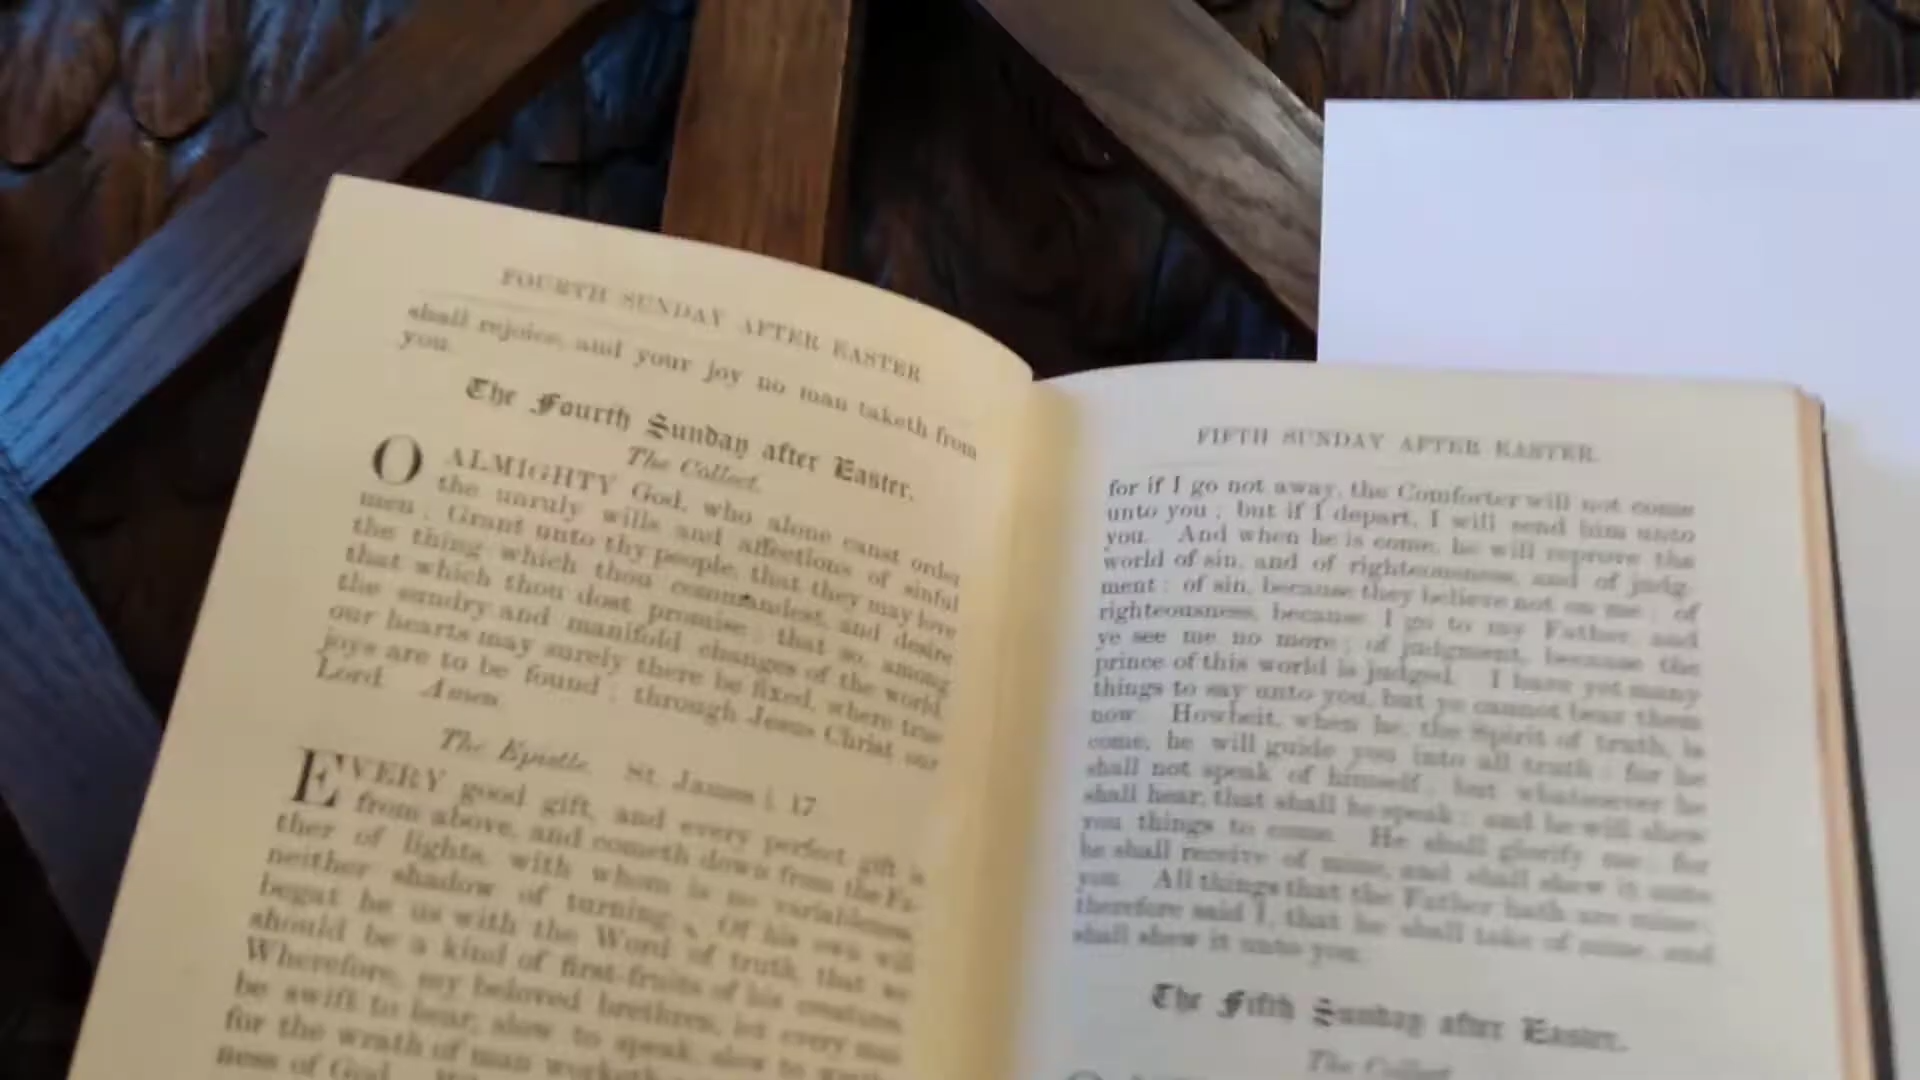 FOURTH SUNDAY AFTER EASTER
shall rejoice, and your joy no man taketh from
you.
The Fourth Sunday after Easter.
The Collect.
O ALMIGHTY God, who alone canst order
the unruly wills and affections of sinful
men ; Grant unto thy people, that they may love
the thing which thou commandest, and desire
that which thou dost promise ; that so, among
the sundry and manifold changes of the world,
our hearts may surely there be fixed, where true
joys are to be found ; through Jesus Christ our
Lord. Amen.
The Epistle. St. James i. 17
EVERY good gift, and every perfect gift is
from above, and cometh down from the Fa-
ther of lights, with whom is no variableness,
neither shadow of turning. Of his own will
begat he us with the Word of truth, that we
should be a kind of first-fruits of his creatures.
Wherefore, my beloved brethren, let every man
be swift to hear, slow to speak, slow to wrath;
for the wrath of man worketh
ness of God.
FIFTH SUNDAY AFTER EASTER.
for if I go not away, the Comforter will not come
unto you ; but if I depart, I will send him unto
you. And when he is come, he will reprove the
world of sin, and of righteousness, and of judg-
ment : of sin, because they believe not on me ; of
righteousness, because I go to my Father, and
ye see me no more ; of judgment, because the
prince of this world is judged. I have yet many
things to say unto you, but ye cannot bear them
now. Howbeit, when he, the Spirit of truth, is
come, he will guide you into all truth : for he
shall not speak of himself ; but whatsoever he
shall hear, that shall he speak : and he will shew
you things to come. He shall glorify me : for
he shall receive of mine, and shall shew it unto
you. All things that the Father hath are mine :
therefore said I, that he shall take of mine, and
shall shew it unto you.
The Fifth Sunday after Easter.
The Collect.